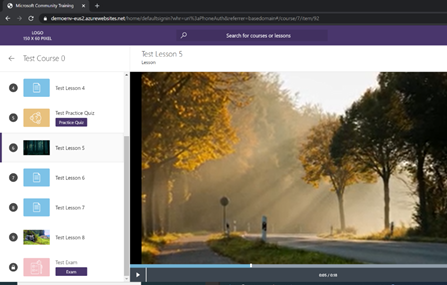 Microsoft Community Training
demoenv-eus2.azurewebsites.net/home/defaultsignin?whr=uri%3aPhoneAuth&referrer=basedomain#/course/7/item/92
LOGO
150 X 60 PIXEL
Search for courses or lessons
Test Course 0
Test Lesson 5
Lesson
4
Test Lesson 4
5
Test Practice Quiz
Practice Quiz
6
Test Lesson 5
7
Test Lesson 6
8
Test Lesson 7
9
Test Lesson 8
Test Exam
Exam
0:05 / 0:10